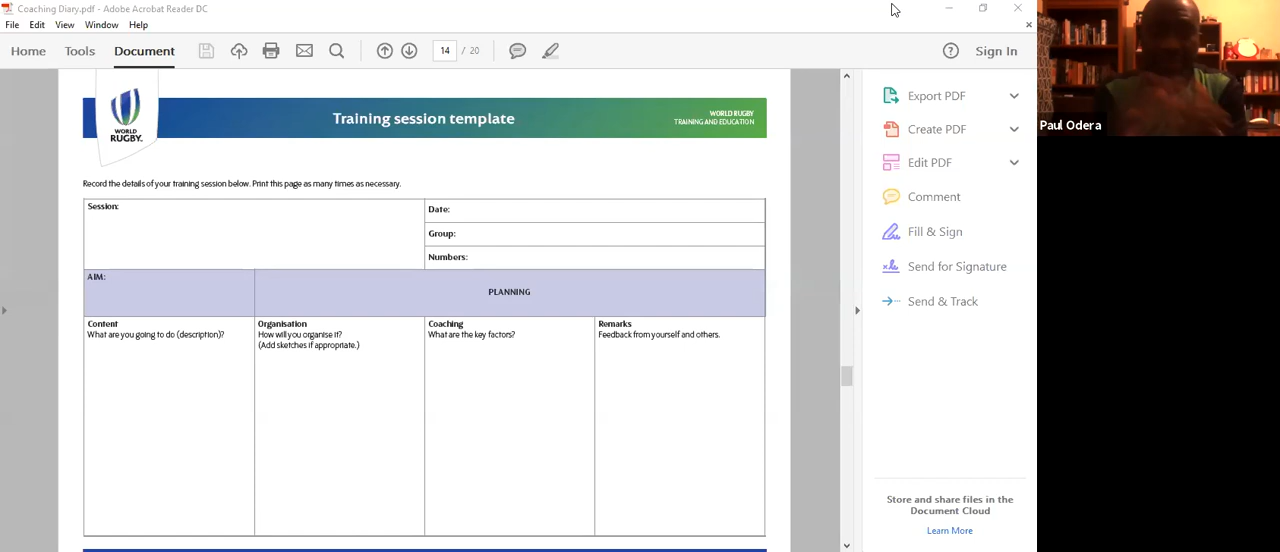 Coaching Diary.pdf - Adobe Acrobat Reader DC
File Edit View Window Help
Home Tools Document 14 / 20 Sign In
WORLD RUGBY.
Training session template
WORLD RUGBY
TRAINING AND EDUCATION
Record the details of your training session below. Print this page as many times as necessary.
Session:
Date:
Group:
Numbers:
AIM:
PLANNING
Content
What are you going to do (description)?
Organisation
How will you organise it?
(Add sketches if appropriate.)
Coaching
What are the key factors?
Remarks
Feedback from yourself and others.
Export PDF
Create PDF
Edit PDF
Comment
Fill & Sign
Send for Signature
Send & Track
Store and share files in the
Document Cloud
Learn More
Paul Odera